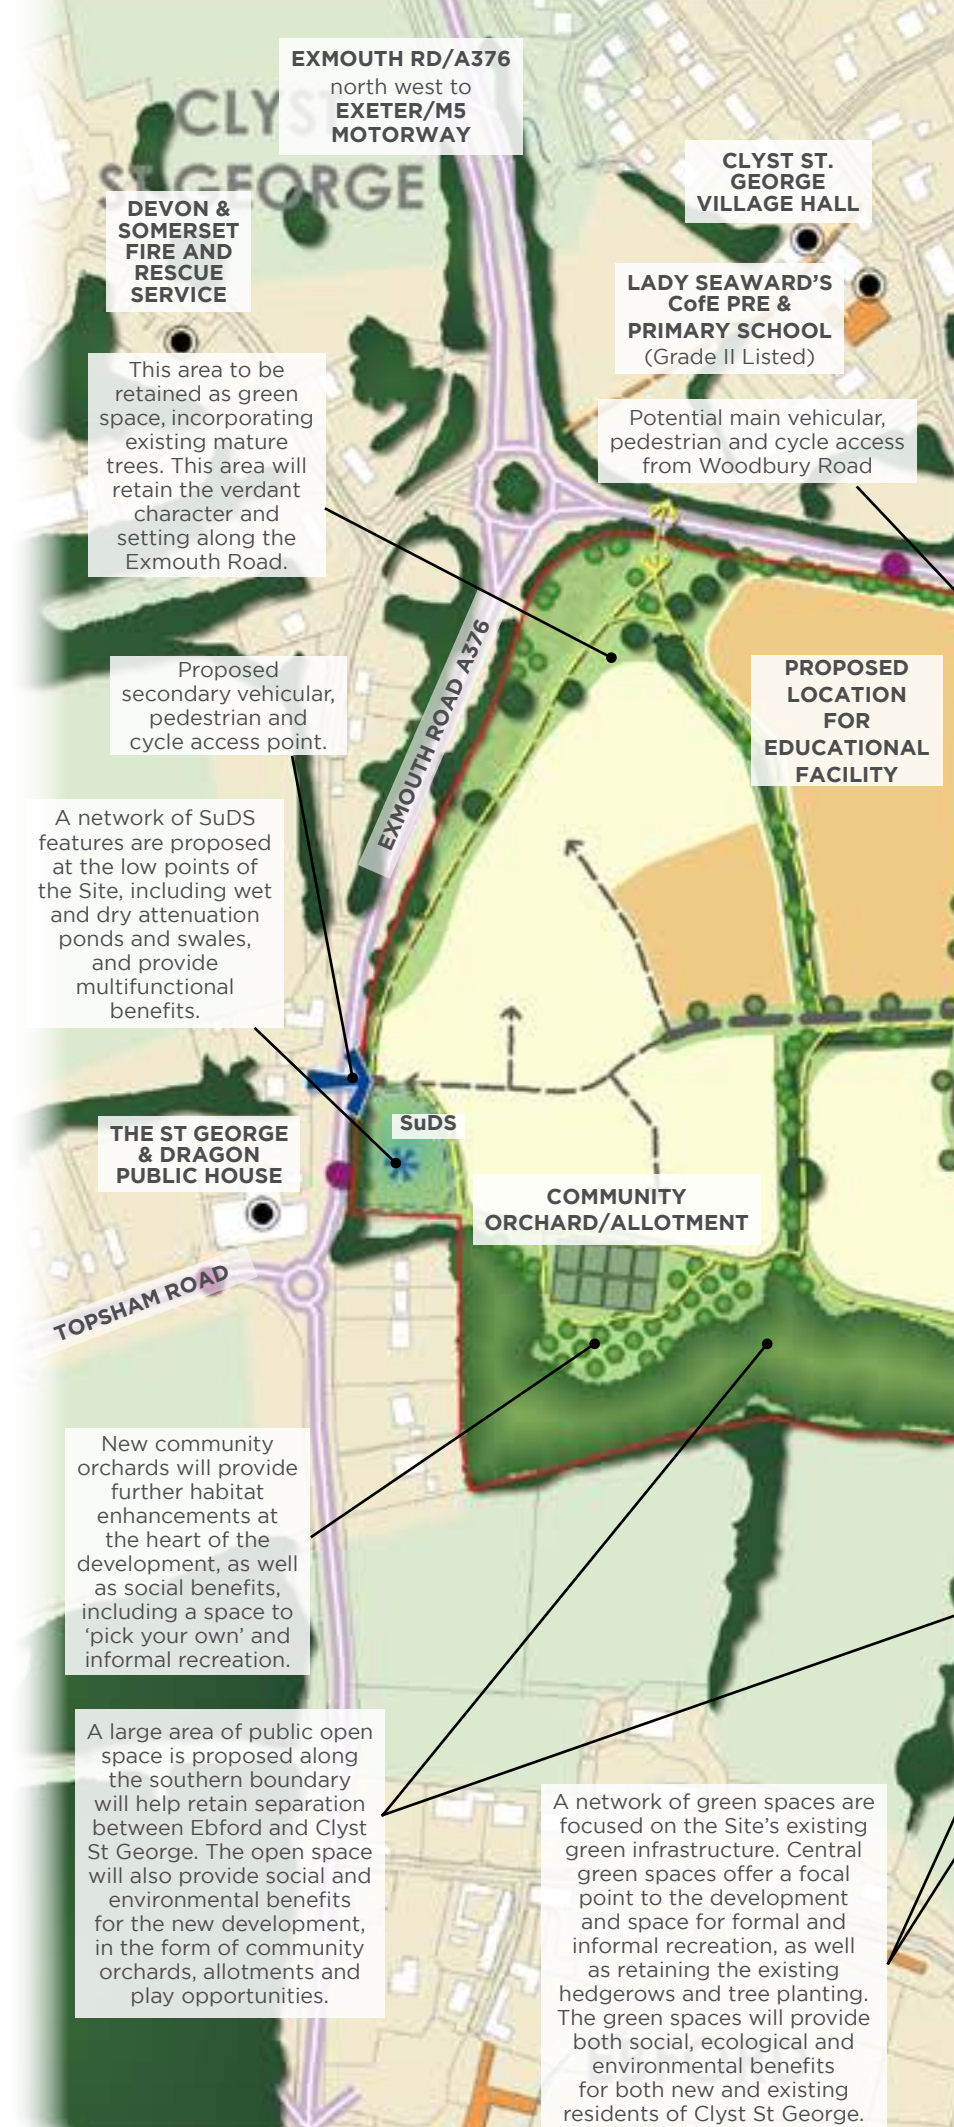 EXMOUTH RD/A376
north west to
EXETER/M5
MOTORWAY
CLYST
ST GEORGE
CLYST ST.
GEORGE
VILLAGE HALL
DEVON &
SOMERSET
FIRE AND
RESCUE
SERVICE
LADY SEAWARD'S
CofE PRE &
PRIMARY SCHOOL
(Grade II Listed)
This area to be
retained as green
space, incorporating
existing mature
trees. This area will
retain the verdant
character and
setting along the
Exmouth Road.
Potential main vehicular,
pedestrian and cycle access
from Woodbury Road
EXMOUTH ROAD A376
Proposed
secondary vehicular,
pedestrian and
cycle access point.
PROPOSED
LOCATION
FOR
EDUCATIONAL
FACILITY
A network of SuDS
features are proposed
at the low points of
the Site, including wet
and dry attenuation
ponds and swales,
and provide
multifunctional
benefits.
SuDS
THE ST GEORGE
& DRAGON
PUBLIC HOUSE
COMMUNITY
ORCHARD/ALLOTMENT
TOPSHAM ROAD
New community
orchards will provide
further habitat
enhancements at
the heart of the
development, as well
as social benefits,
including a space to
‘pick your own’ and
informal recreation.
A large area of public open
space is proposed along
the southern boundary
will help retain separation
between Ebford and Clyst
St George. The open space
will also provide social and
environmental benefits
for the new development,
in the form of community
orchards, allotments and
play opportunities.
A network of green spaces are
focused on the Site's existing
green infrastructure. Central
green spaces offer a focal
point to the development
and space for formal and
informal recreation, as well
as retaining the existing
hedgerows and tree planting.
The green spaces will provide
both social, ecological and
environmental benefits
for both new and existing
residents of Clyst St George.
EBFORD